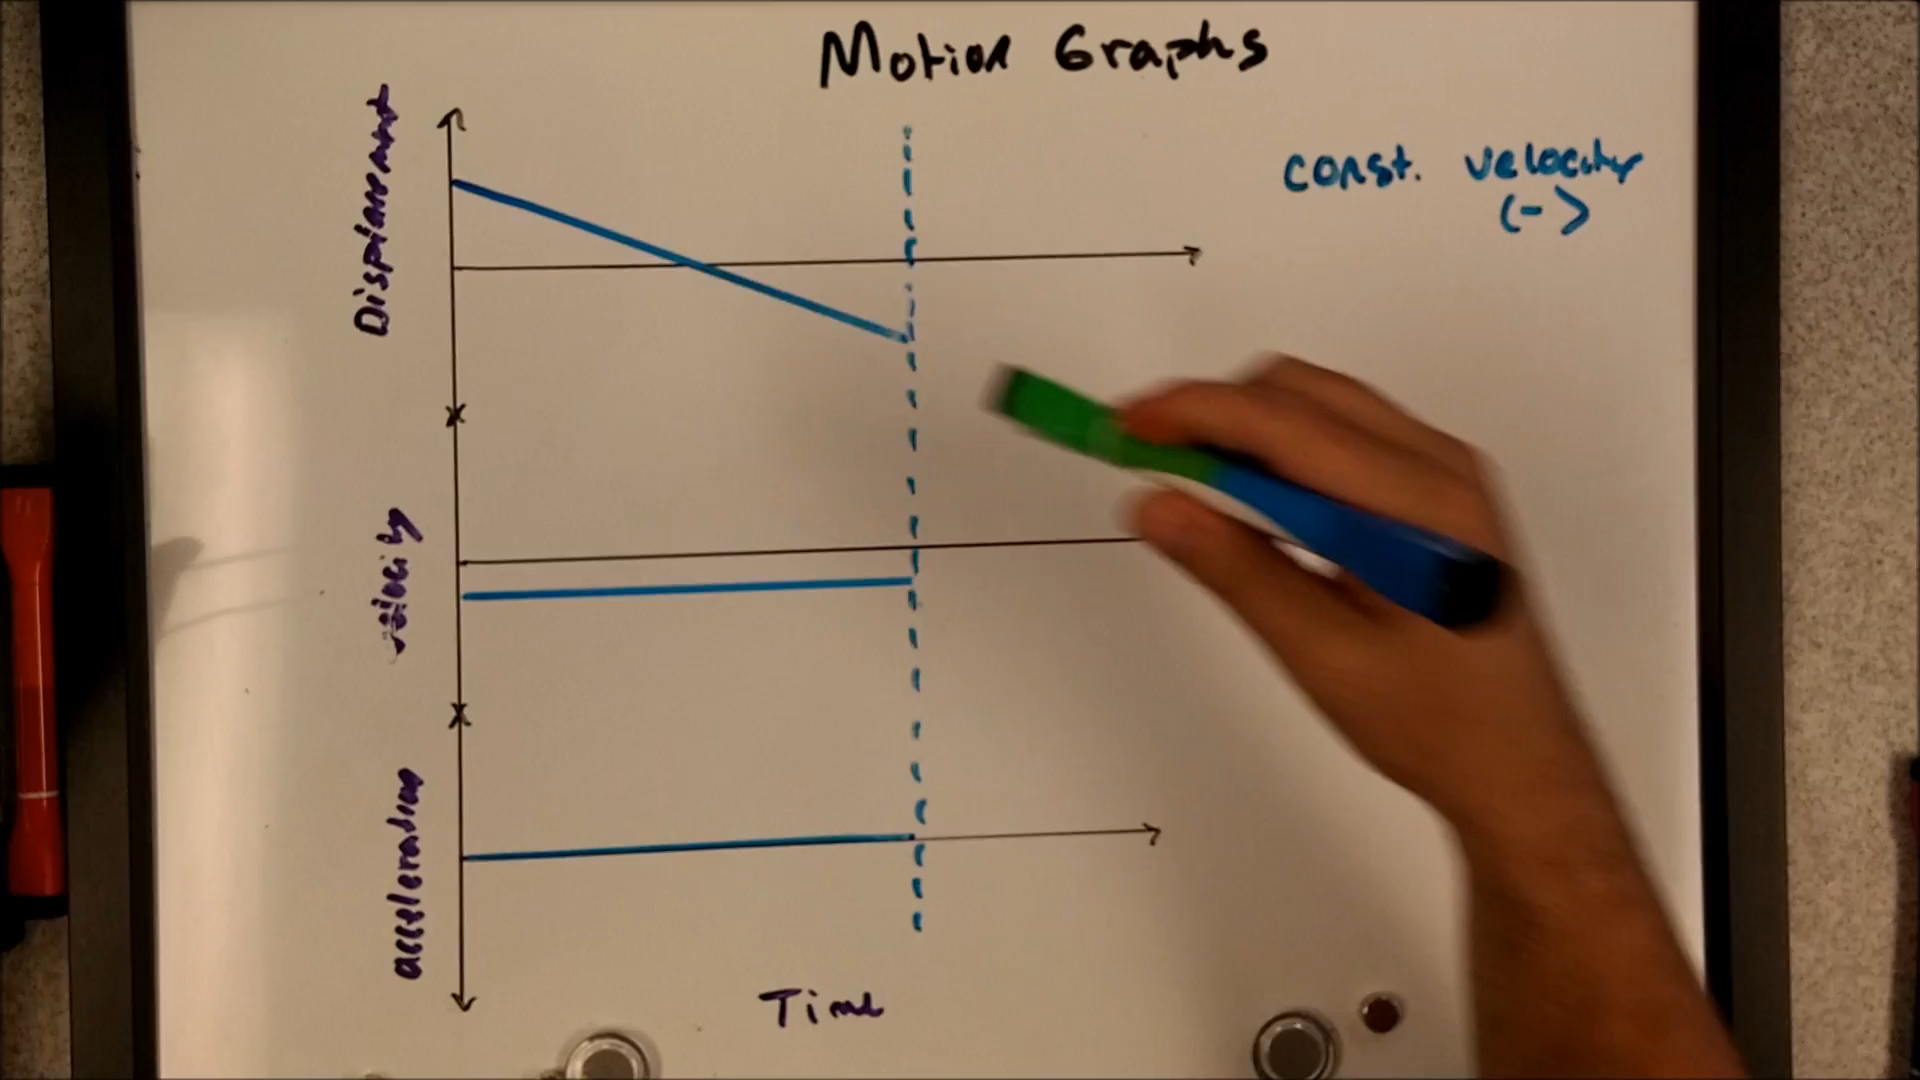 Motion Graphs
Displacement
const. velocity
(-)
velocity
acceleration
Time